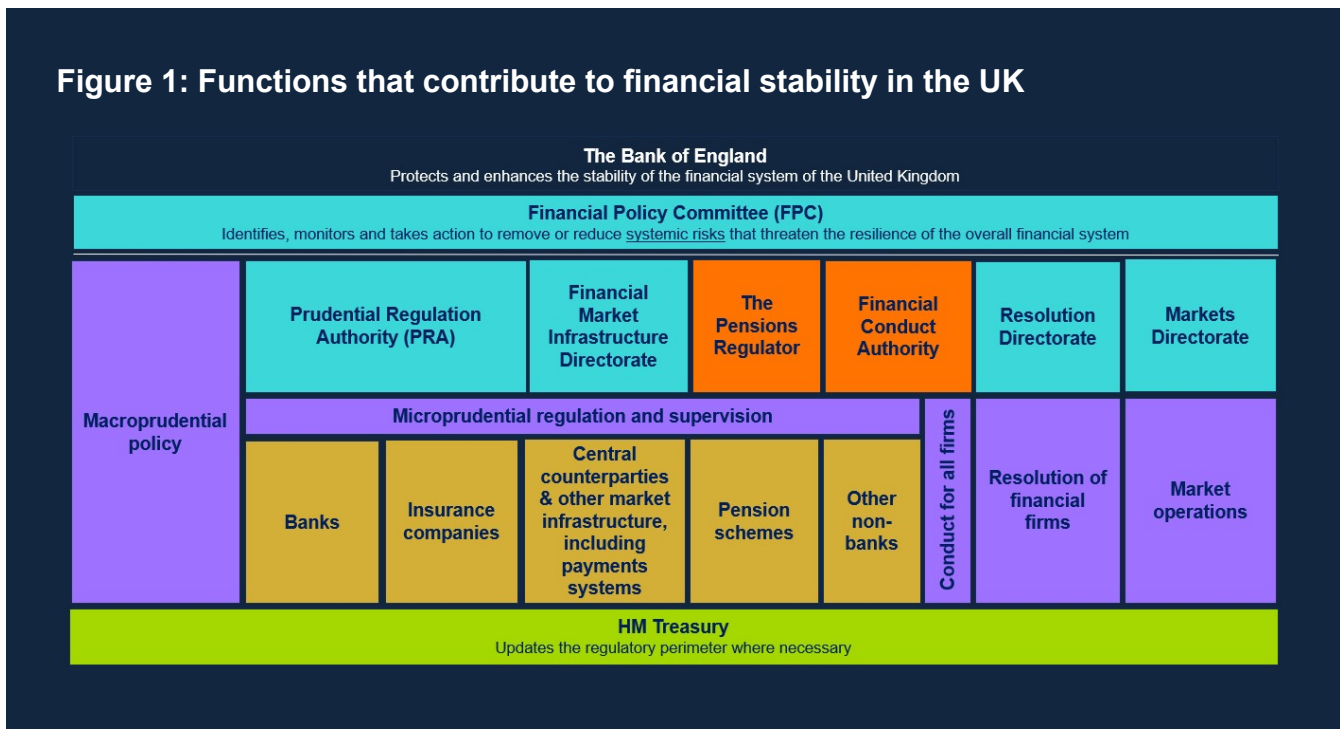 Figure 1: Functions that contribute to financial stability in the UK
The Bank of England
Protects and enhances the stability of the financial system of the United Kingdom
Financial Policy Committee (FPC)
Identifies, monitors and takes action to remove or reduce systemic risks that threaten the resilience of the overall financial system
Macroprudential
policy
Prudential Regulation
Authority (PRA)
Financial
Market
Infrastructure
Directorate
The
Pensions
Regulator
Financial
Conduct
Authority
Resolution
Directorate
Markets
Directorate
Microprudential regulation and supervision
Banks
Insurance
companies
Central
counterparties
& other market
infrastructure,
including
payments
systems
Pension
schemes
Other
non-
banks
Conduct for all firms
Resolution of
financial
firms
Market
operations
HM Treasury
Updates the regulatory perimeter where necessary